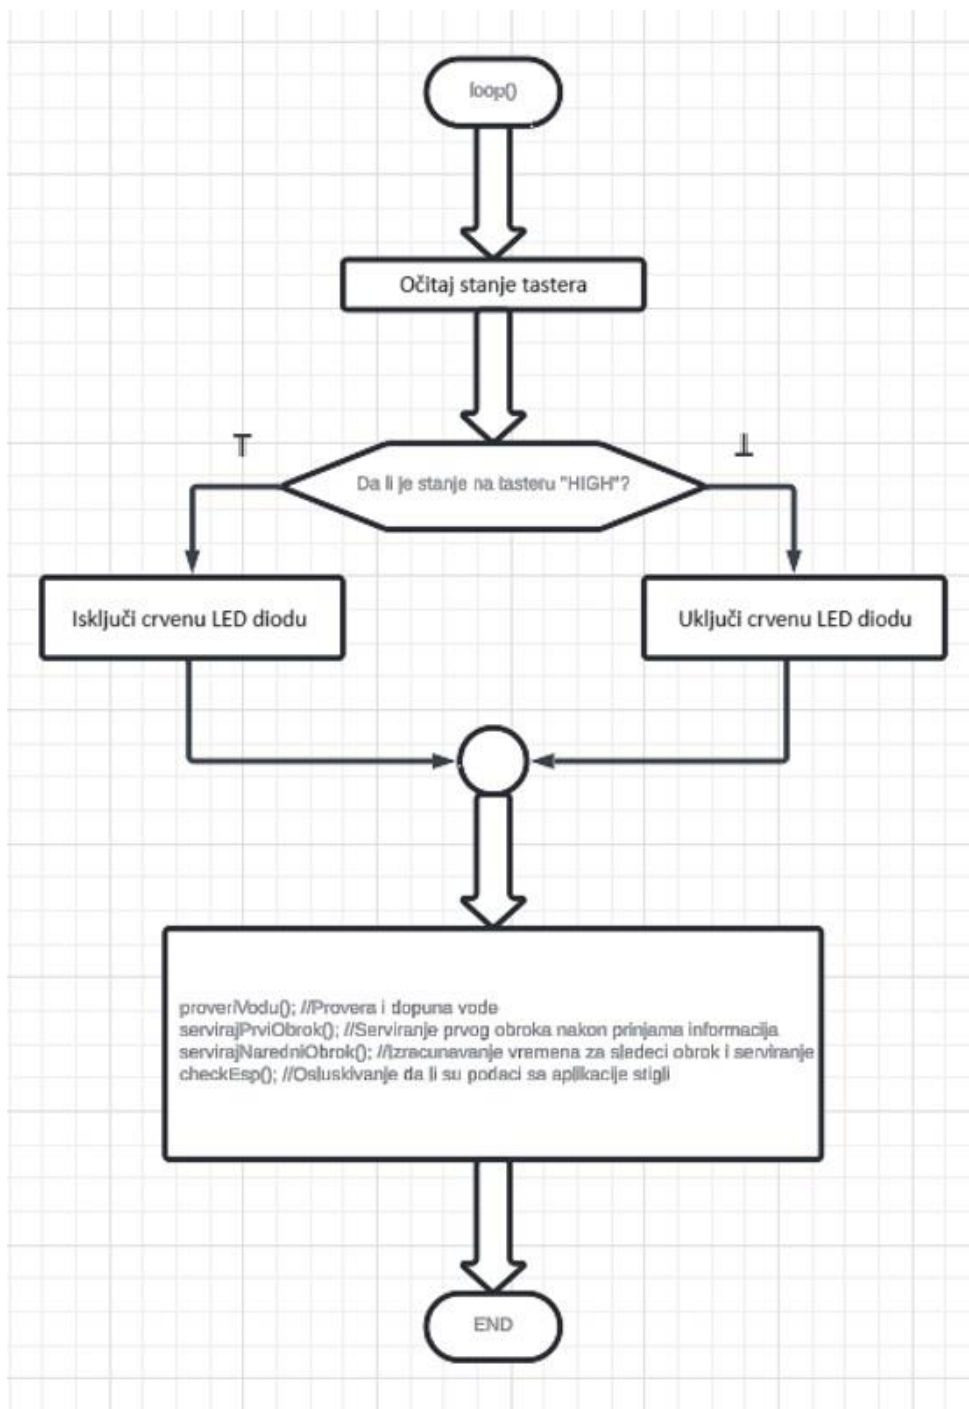 loop()
Očitaj stanje tastera
⊤
⊥
Da li je stanje na tasteru "HIGH"?
Isključi crvenu LED diodu
Uključi crvenu LED diodu
proveriVodu(); //Provera i dopuna vode
servirajPrviObrok(); //Serviranje prvog obroka nakon prinjama informacija
servirajNaredniObrok(); //Izracunavanje vremena za sledeci obrok i serviranje
checkEsp(); //Osluskivanje da li su podaci sa aplikacije stigli
END